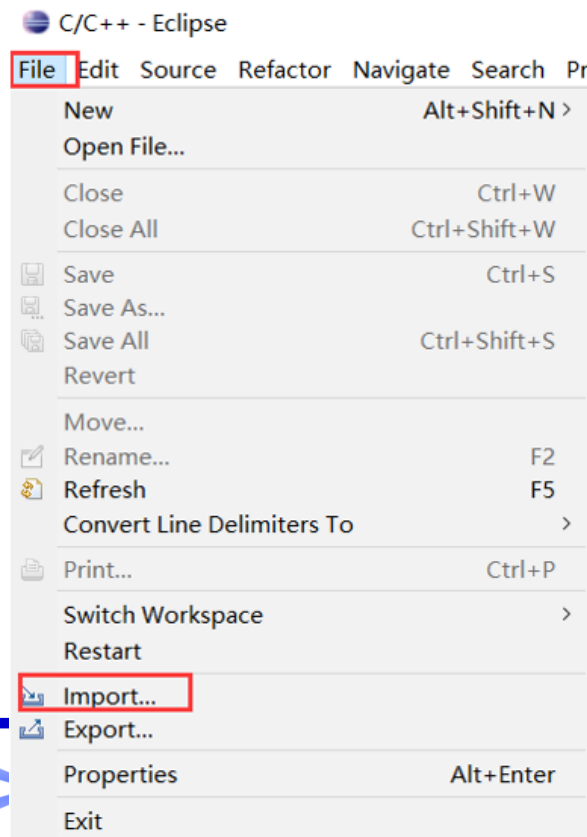 C/C++ - Eclipse
File Edit Source Refactor Navigate Search Pr
New Alt+Shift+N >
Open File...
Close Ctrl+W
Close All Ctrl+Shift+W
Save Ctrl+S
Save As...
Save All Ctrl+Shift+S
Revert
Move...
Rename... F2
Refresh F5
Convert Line Delimiters To >
Print... Ctrl+P
Switch Workspace >
Restart
Import...
Export...
Properties Alt+Enter
Exit